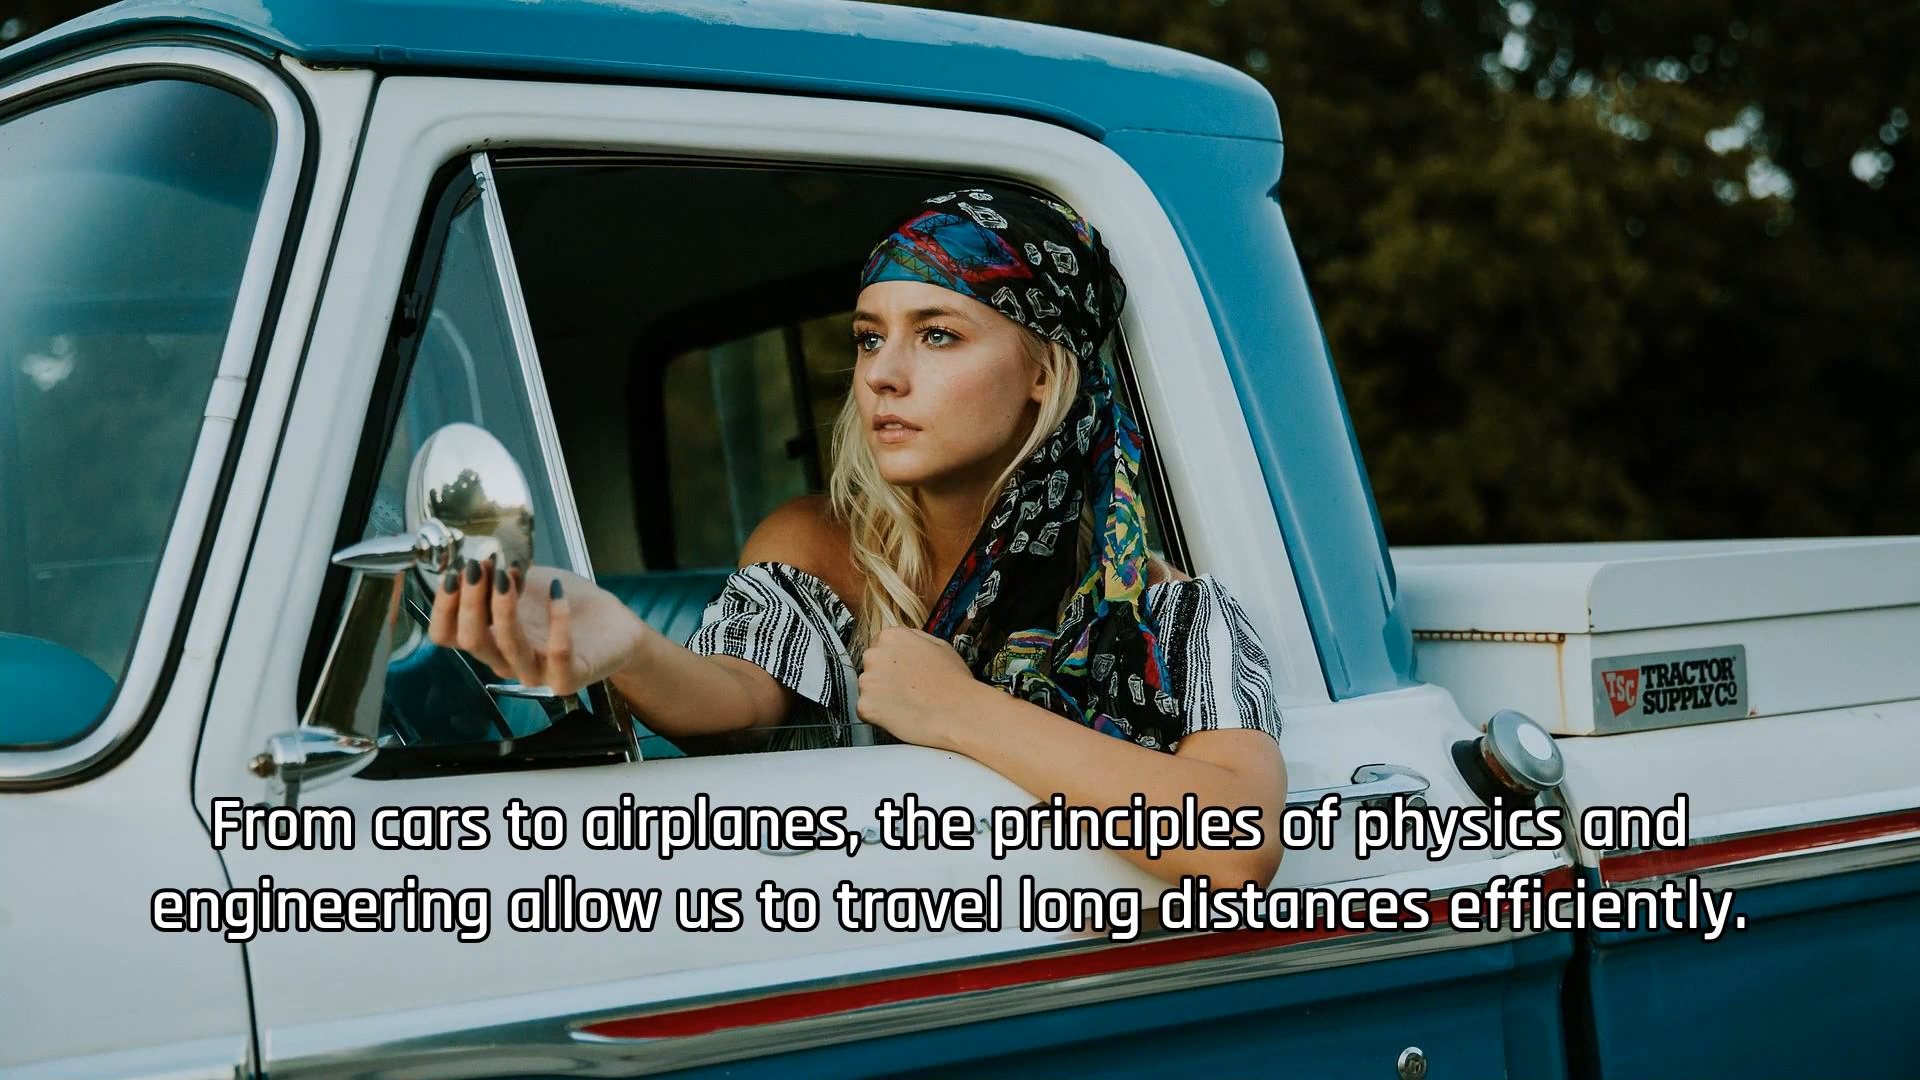 TSC TRACTOR
SUPPLY CO
From cars to airplanes, the principles of physics and
engineering allow us to travel long distances efficiently.